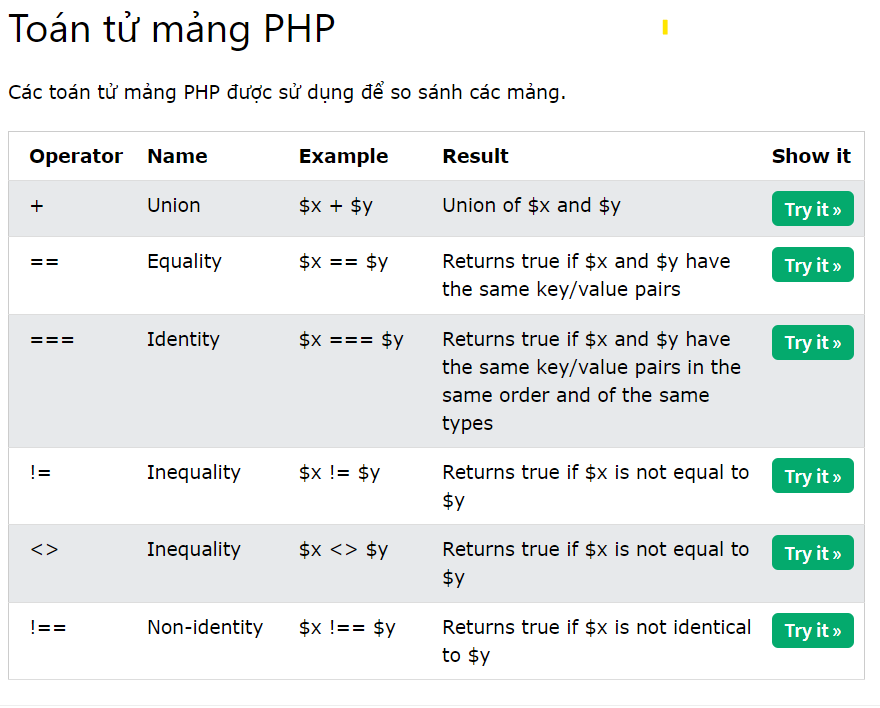 Toán tử mảng PHP
Các toán tử mảng PHP được sử dụng để so sánh các mảng.
Operator Name Example Result Show it
+ Union $x + $y Union of $x and $y Try it »
== Equality $x == $y Returns true if $x and $y have Try it »
the same key/value pairs
=== Identity $x === $y Returns true if $x and $y have Try it »
the same key/value pairs in the
same order and of the same
types
!= Inequality $x != $y Returns true if $x is not equal to Try it »
$y
<> Inequality $x <> $y Returns true if $x is not equal to Try it »
$y
!== Non-identity $x !== $y Returns true if $x is not identical Try it »
to $y